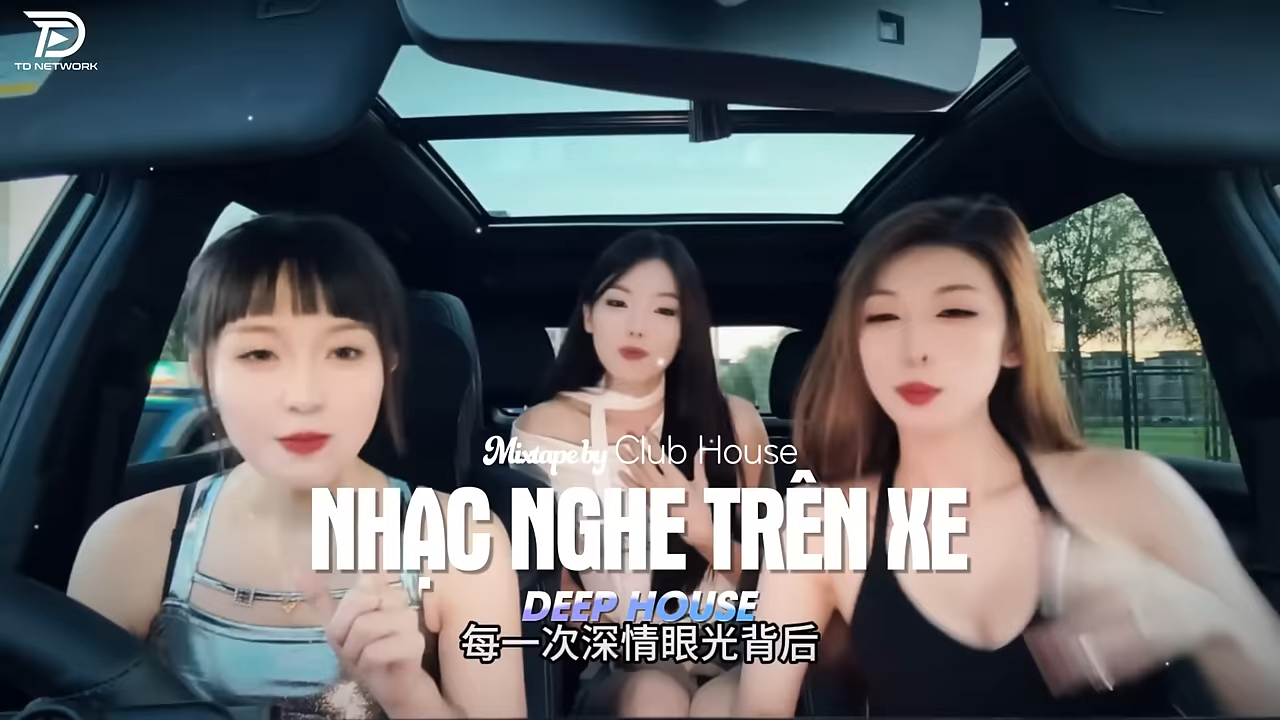 TD NETWORK
Mixtape by Club House
NHẠC NGHE TRÊN XE
DEEP HOUSE
每一次深情眼光背后